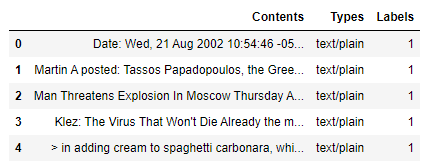 Contents Types Labels
0 Date: Wed, 21 Aug 2002 10:54:46 -05... text/plain 1
1 Martin A posted: Tassos Papadopoulos, the Gree... text/plain 1
2 Man Threatens Explosion In Moscow Thursday A... text/plain 1
3 Klez: The Virus That Won't Die Already the m... text/plain 1
4 > in adding cream to spaghetti carbonara, whi... text/plain 1